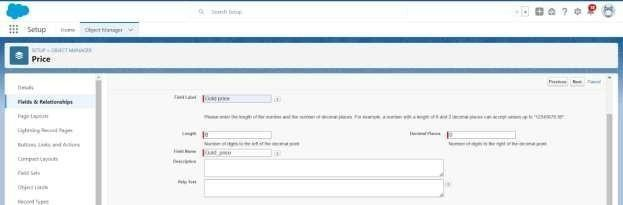 Search Setup
Setup
Home
Object Manager
SETUP > OBJECT MANAGER
Price
Details
Fields & Relationships
Page Layouts
Lightning Record Pages
Buttons, Links, and Actions
Compact Layouts
Field Sets
Object Limits
Record Types
Previous
Next
Cancel
Field Label
Gold price
Please enter the length of the number and the number of decimal places. For example, a number with a length of 8 and 2 decimal places can accept values up to "12345678.90".
Length
8
Decimal Places
0
Number of digits to the left of the decimal point
Number of digits to the right of the decimal point
Field Name
Gold_price
Description
Help Text